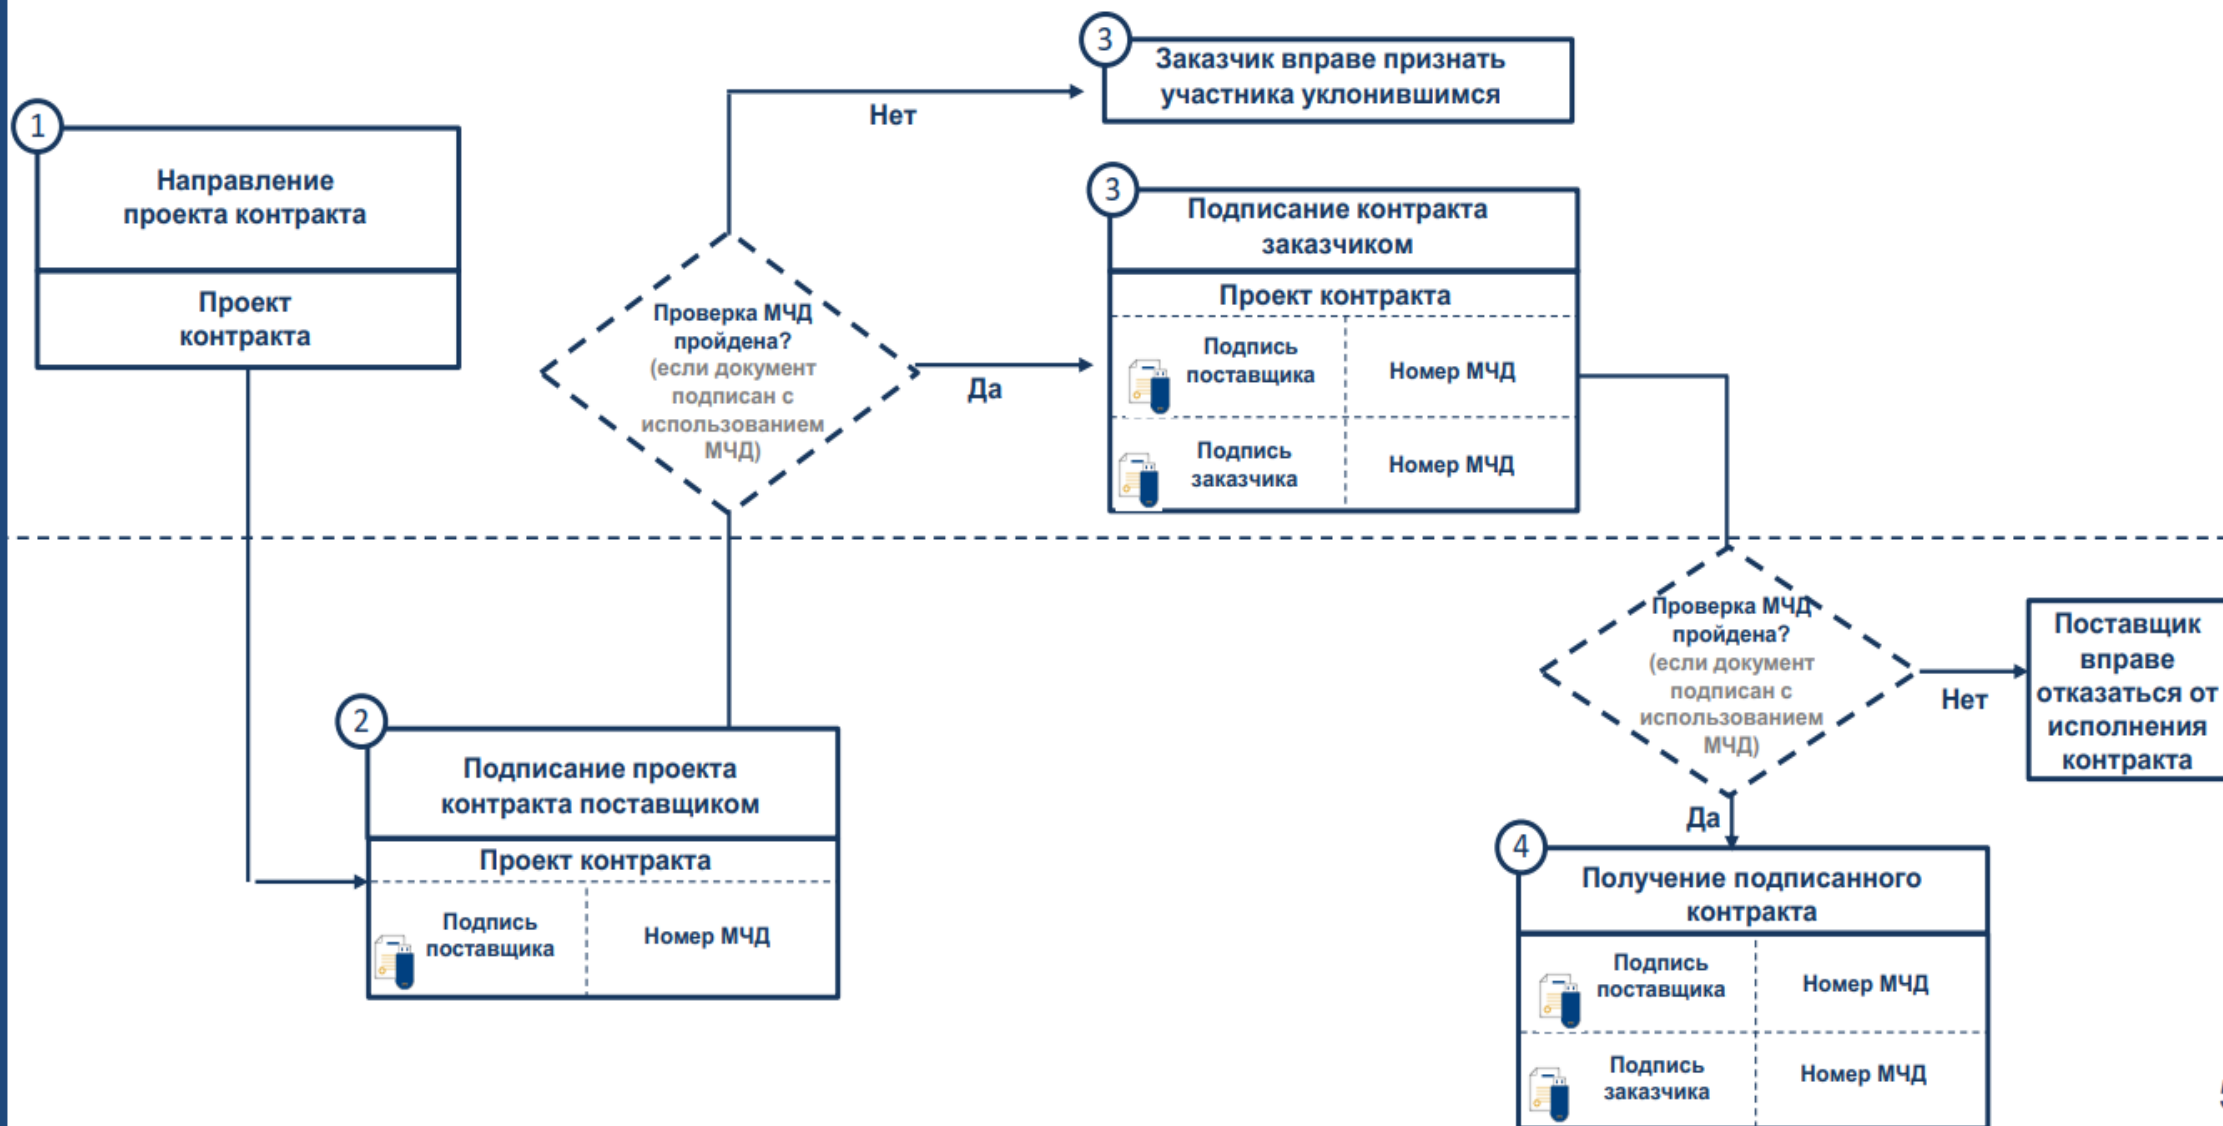 1
Направление
проекта контракта
Проект
контракта
3
Заказчик вправе признать
участника уклонившимся
Нет
3
Подписание контракта
заказчиком
Проект контракта
Подпись
поставщика
Номер МЧД
Подпись
заказчика
Номер МЧД
Проверка МЧД
пройдена?
(если документ
подписан с
использованием
МЧД)
Да
2
Подписание проекта
контракта поставщиком
Проект контракта
Подпись
поставщика
Номер МЧД
Проверка МЧД
пройдена?
(если документ
подписан с
использованием
МЧД)
Нет
Поставщик
вправе
отказаться от
исполнения
контракта
Да
4
Получение подписанного
контракта
Подпись
поставщика
Номер МЧД
Подпись
заказчика
Номер МЧД